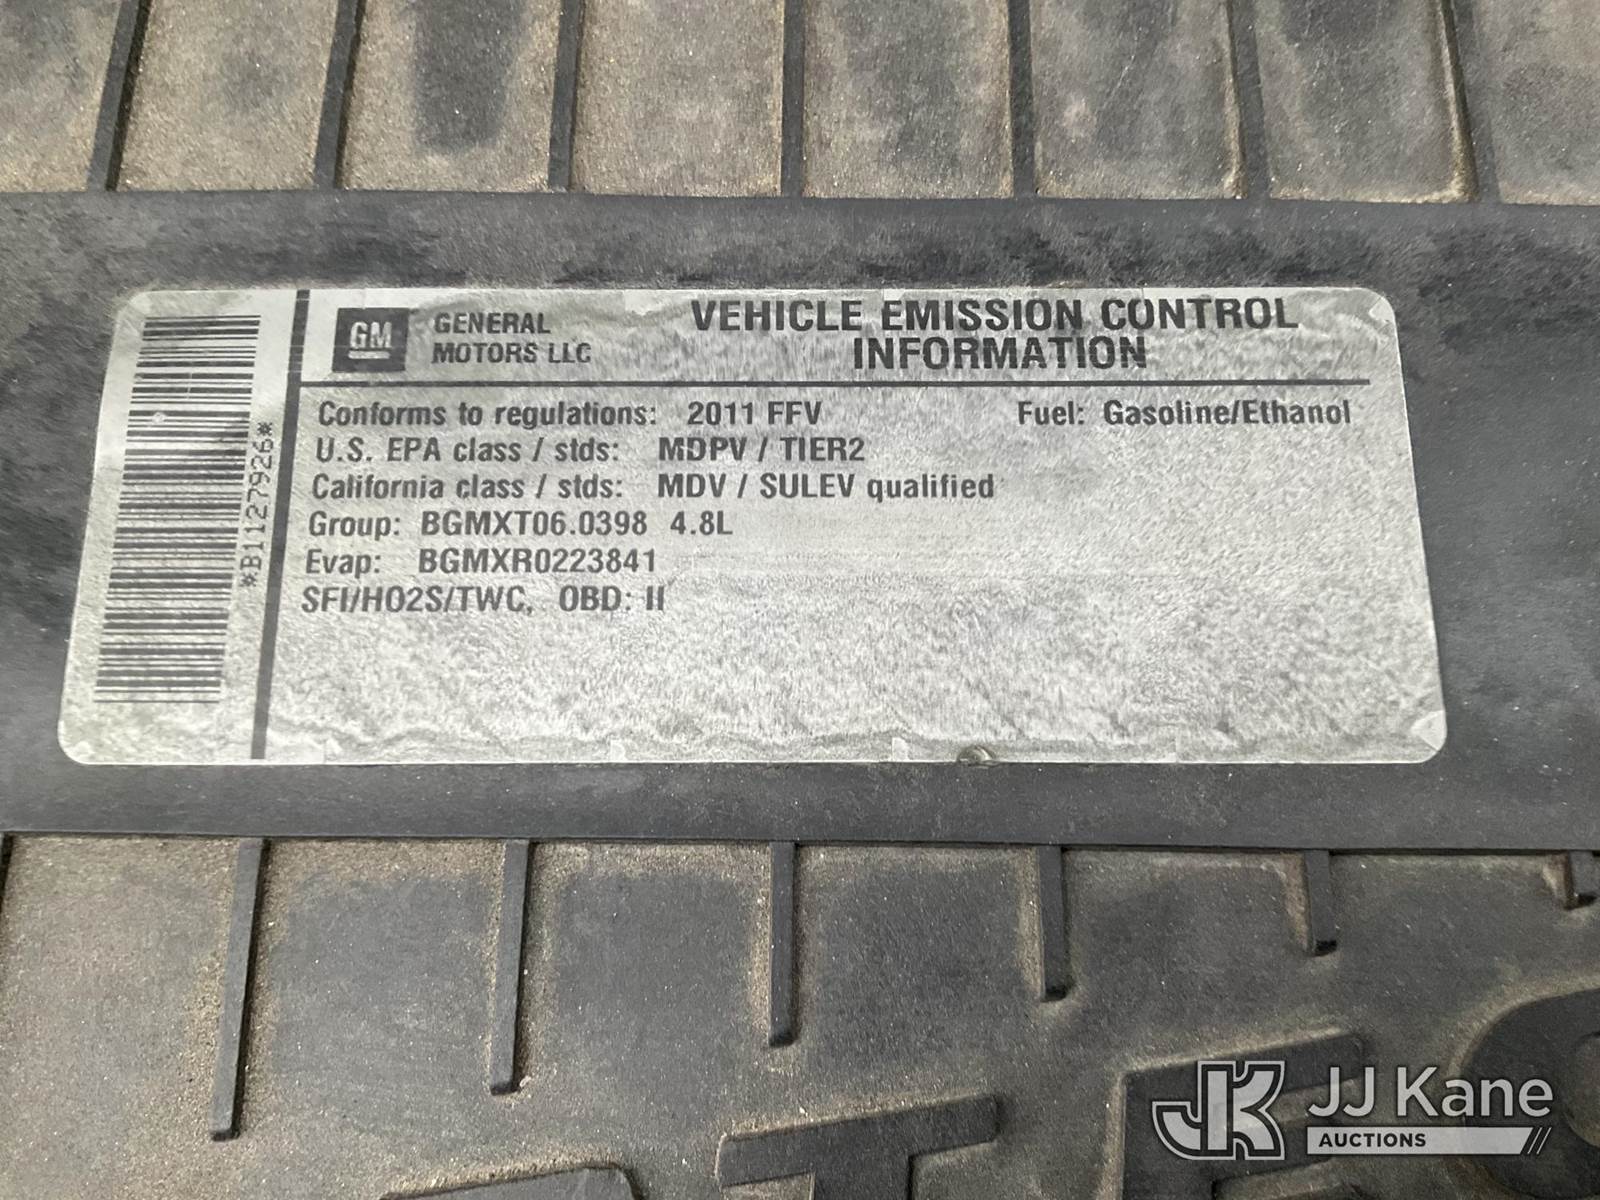 GM
GENERAL
MOTORS LLC
VEHICLE EMISSION CONTROL
INFORMATION
Conforms to regulations: 2011 FFV Fuel: Gasoline/Ethanol
U.S. EPA class / stds: MDPV / TIER2
California class / stds: MDV / SULEV qualified
Group: BGMXT06.0398 4.8L
Evap: BGMXR0223841
SFI/HO2S/TWC, OBD: II
*B1127926*
JK JJ Kane
AUCTIONS